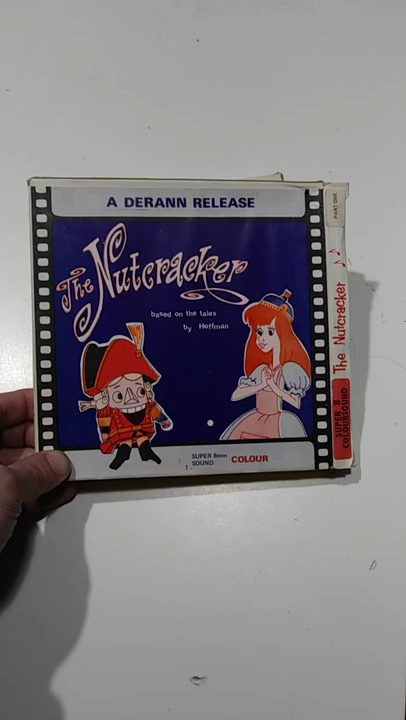 A DERANN RELEASE
The Nutcracker
based on the tales
by Hoffman
SUPER 8mm
SOUND
COLOUR
PART ONE
The Nutcracker
SUPER 8
COLOURSOUND